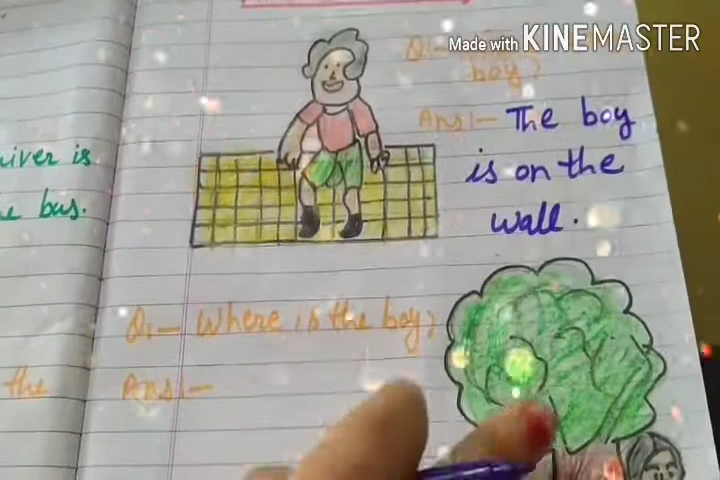 Made with KINEMASTER
Q:-
boy?
Ans:- The boy
is on the
wall.
river is
bus.
Q:- Where is the boy?
the
Ans:-